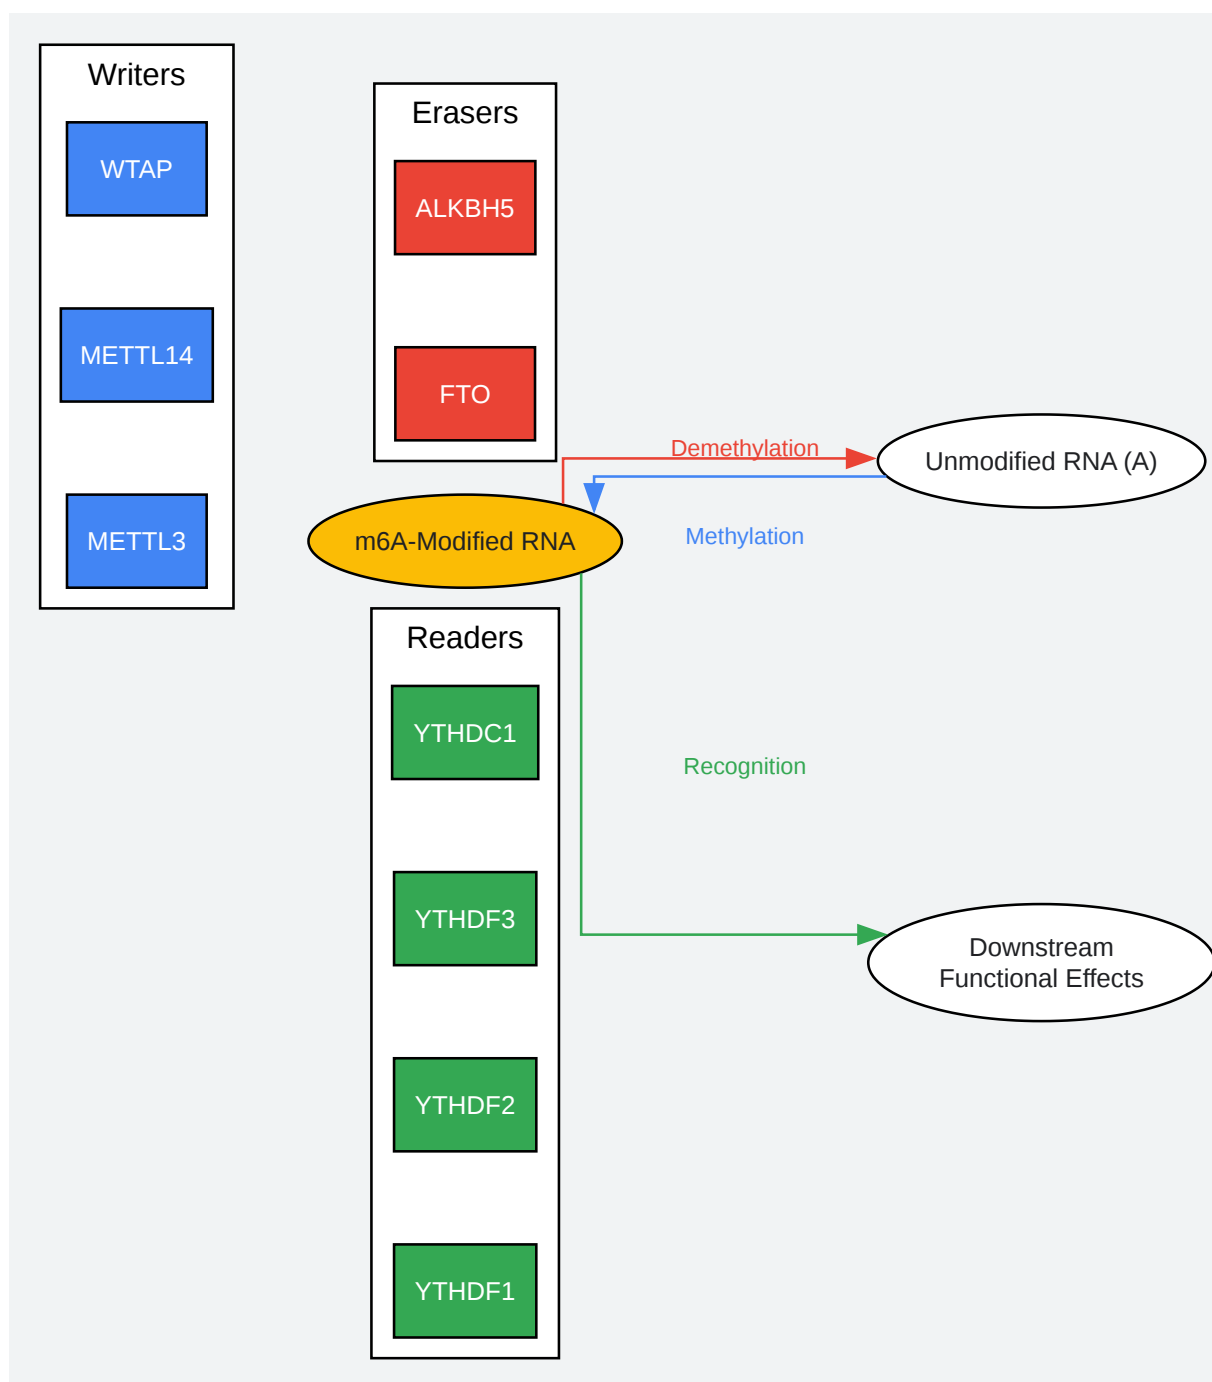 Writers
WTAP
METTL14
METTL3
Erasers
ALKBH5
FTO
Demethylation
Unmodified RNA (A)
m6A-Modified RNA
Methylation
Readers
YTHDC1
Recognition
YTHDF3
Downstream
Functional Effects
YTHDF2
YTHDF1